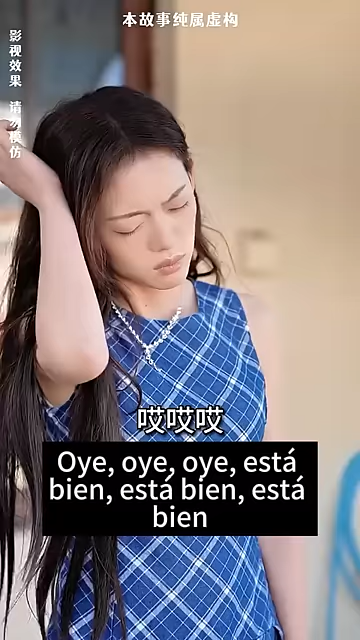 本故事纯属虚构
影视效果 请勿模仿
哎哎哎
Oye, oye, oye, está
bien, está bien, está
bien